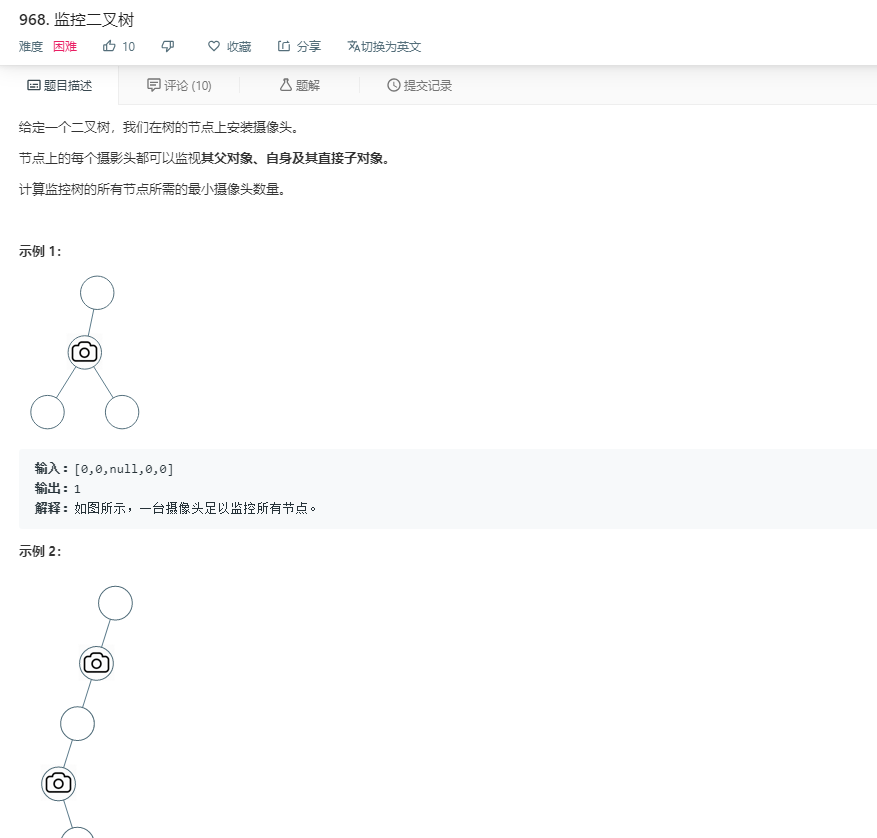 968. 监控二叉树
难度 困难 10 收藏 分享 切换为英文
题目描述 评论 (10) 题解 提交记录
给定一个二叉树，我们在树的节点上安装摄像头。
节点上的每个摄影头都可以监视其父对象、自身及其直接子对象。
计算监控树的所有节点所需的最小摄像头数量。
示例 1：
输入：[0,0,null,0,0]
输出：1
解释：如图所示，一台摄像头足以监控所有节点。
示例 2：